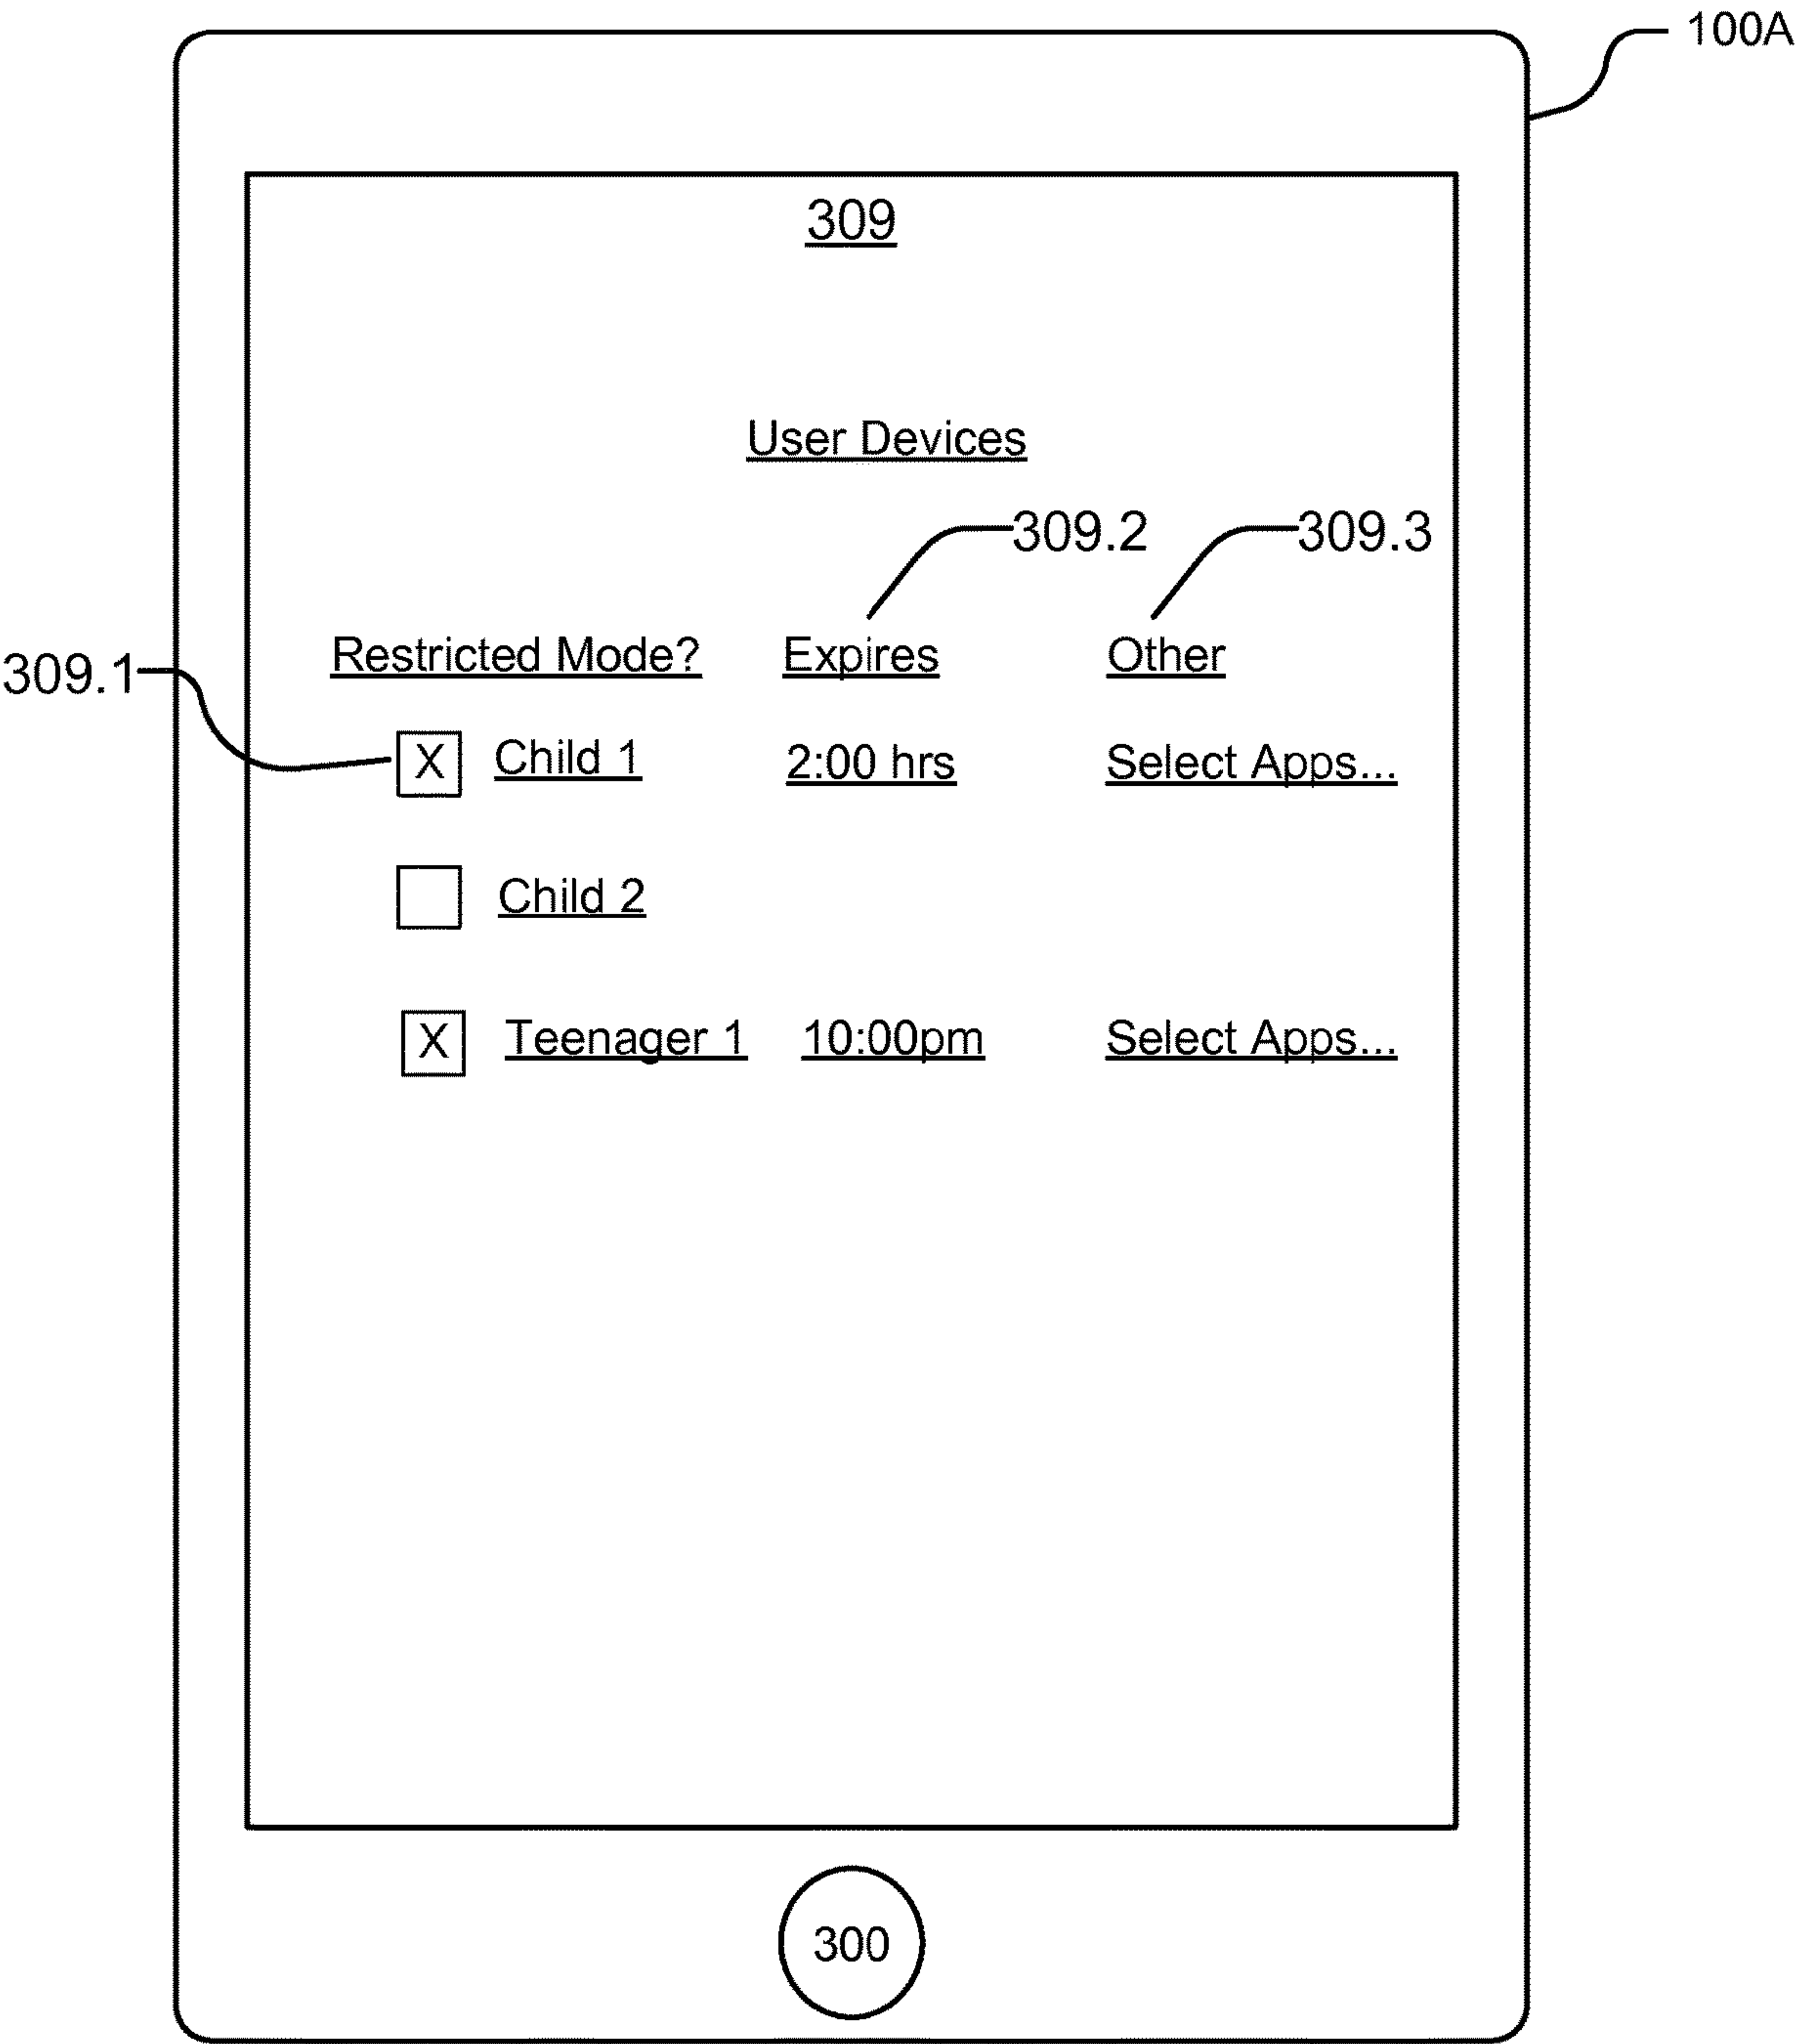 100A
309
User Devices
309.2 309.3
Restricted Mode? Expires Other
309.1
X Child 1 2:00 hrs Select Apps...
Child 2
X Teenager 1 10:00pm Select Apps...
300